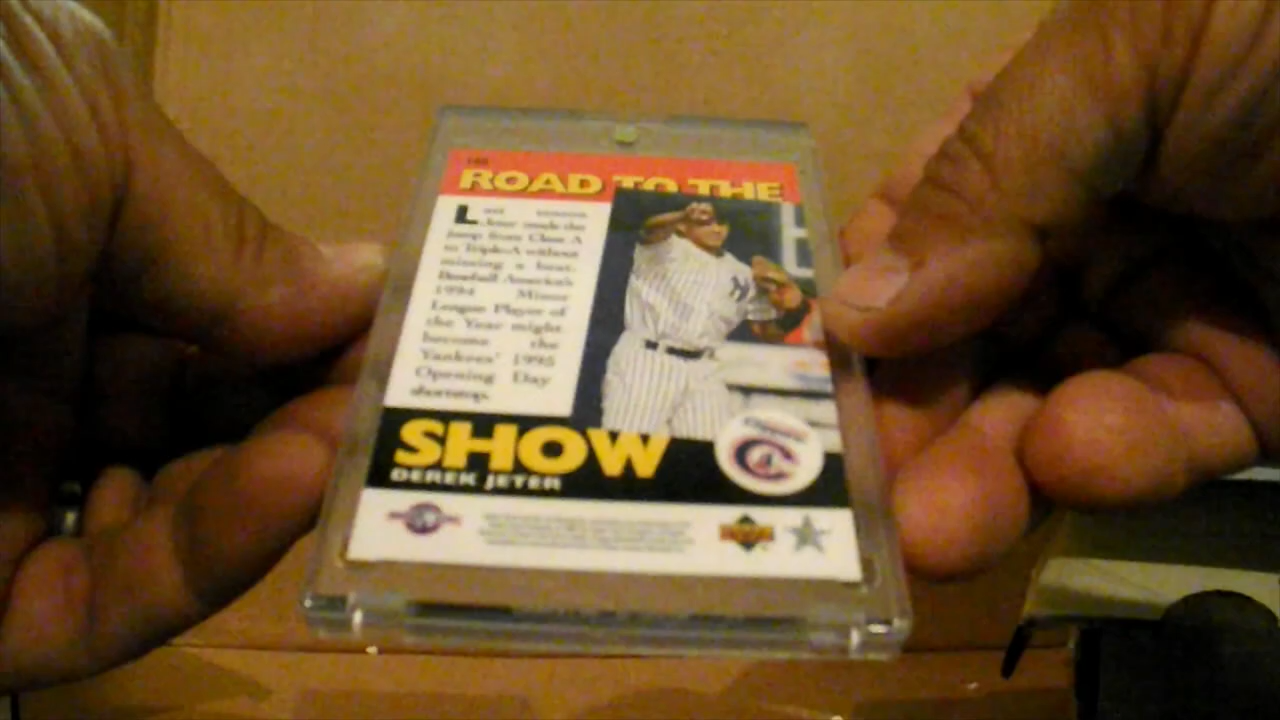 ROAD TO THE
Last season
Jeter made the
jump from Class A
to Triple-A without
missing a beat.
Baseball America's
1994 Minor
League Player of
the Year might
become the
Yankees' 1995
Opening Day
shortstop.
NY
SHOW
DEREK JETER